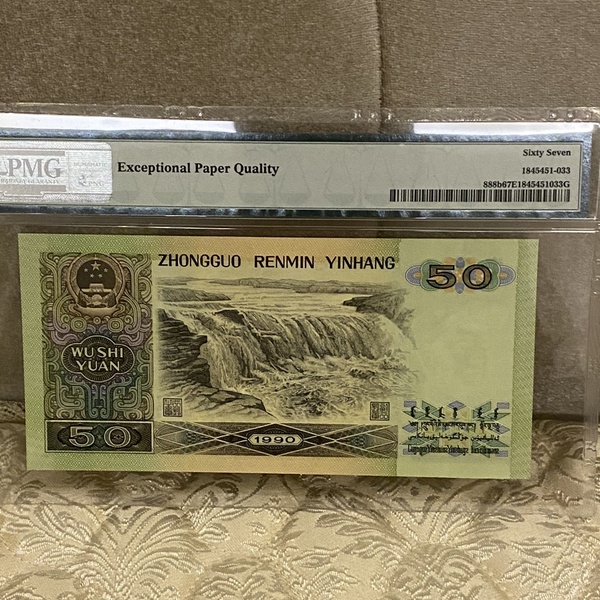 PMG
Exceptional Paper Quality
Sixty Seven
1845451-033
888b67E1845451033G
ZHONGGUO RENMIN YINHANG
50
WU SHI
YUAN
50
1990